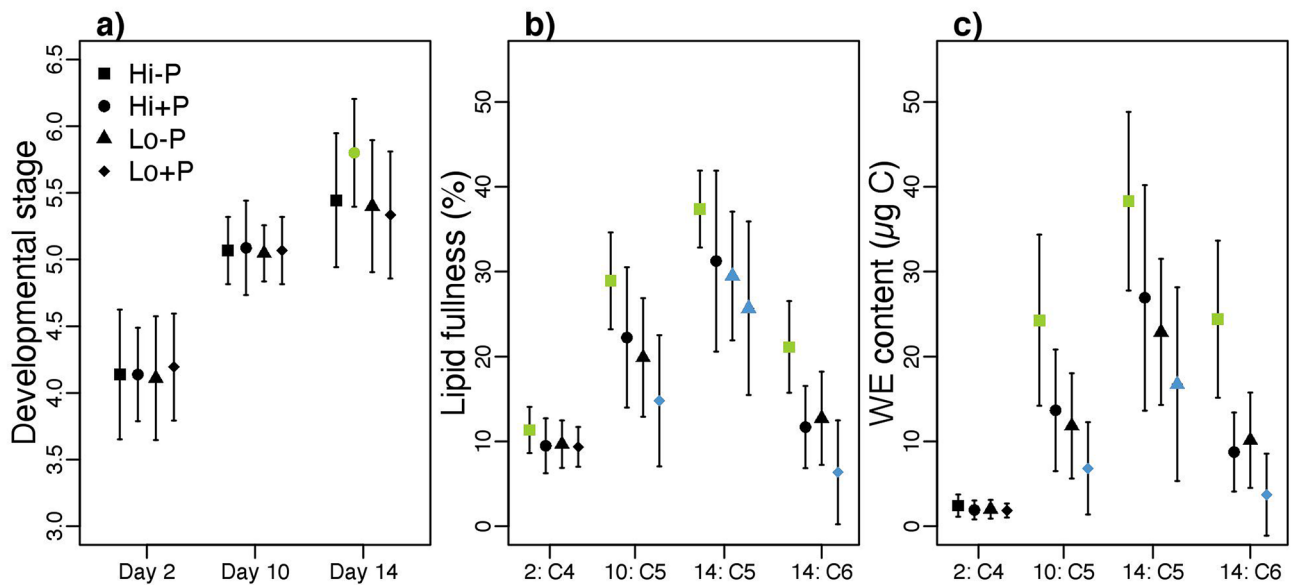 a)
Developmental stage
6.5
6.0
5.5
5.0
4.5
4.0
3.5
3.0
Hi-P
Hi+P
Lo-P
Lo+P
Day 2 Day 10 Day 14
b)
Lipid fullness (%)
50
40
30
20
10
0
2: C4 10: C5 14: C5 14: C6
c)
WE content (µg C)
50
40
30
20
10
0
2: C4 10: C5 14: C5 14: C6